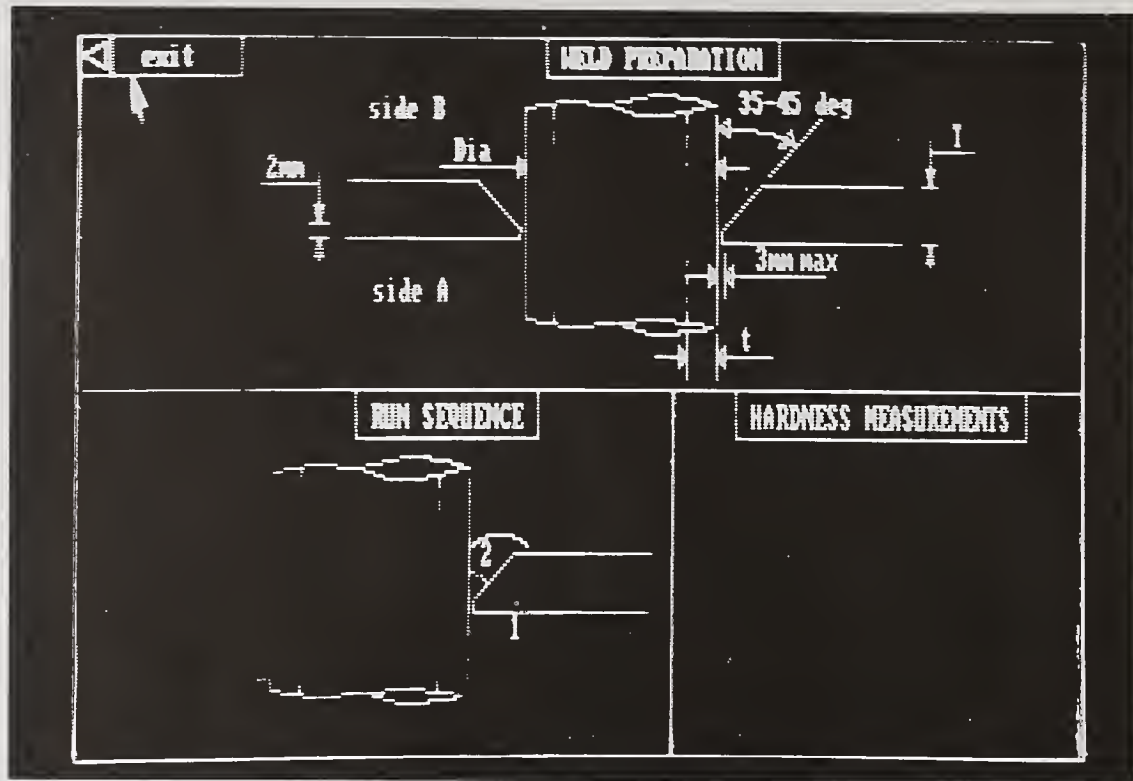 exit
WELD PREPARATION
side B
35-45 deg
Dia
T
2mm
3mm max
side A
t
RUN SEQUENCE
HARDNESS MEASUREMENTS
2
1